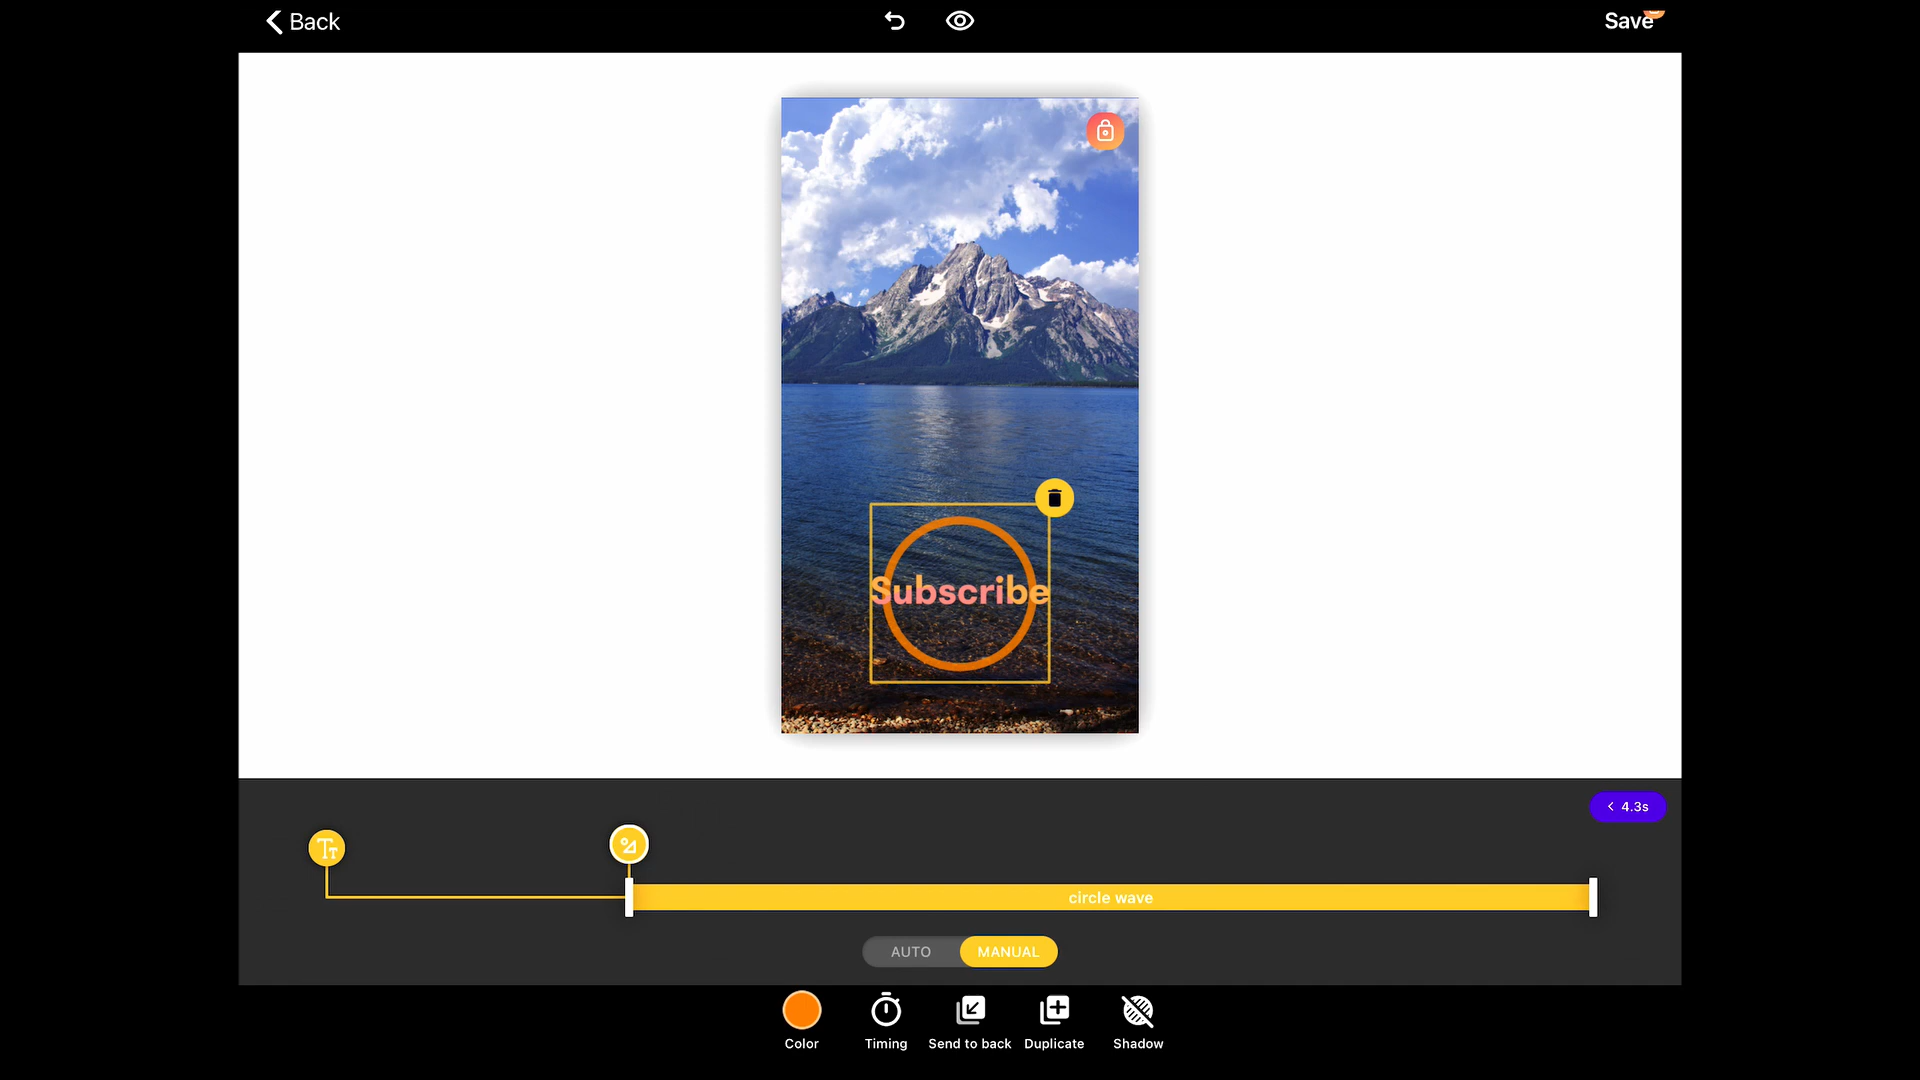 Back
Save
Subscribe
4.3s
circle wave
AUTO
MANUAL
Color
Timing
Send to back
Duplicate
Shadow